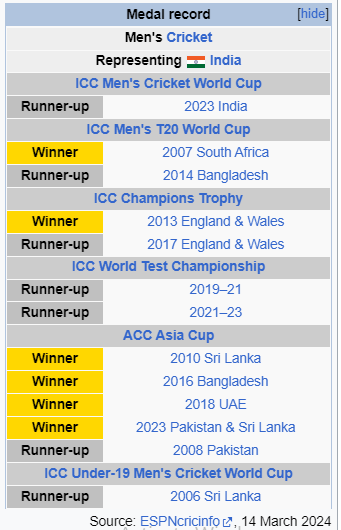 Medal record [hide]
Men's Cricket
Representing India
ICC Men's Cricket World Cup
Runner-up 2023 India
ICC Men's T20 World Cup
Winner 2007 South Africa
Runner-up 2014 Bangladesh
ICC Champions Trophy
Winner 2013 England & Wales
Runner-up 2017 England & Wales
ICC World Test Championship
Runner-up 2019–21
Runner-up 2021–23
ACC Asia Cup
Winner 2010 Sri Lanka
Winner 2016 Bangladesh
Winner 2018 UAE
Winner 2023 Pakistan & Sri Lanka
Runner-up 2008 Pakistan
ICC Under-19 Men's Cricket World Cup
Runner-up 2006 Sri Lanka
Source: ESPNcricinfo, 14 March 2024